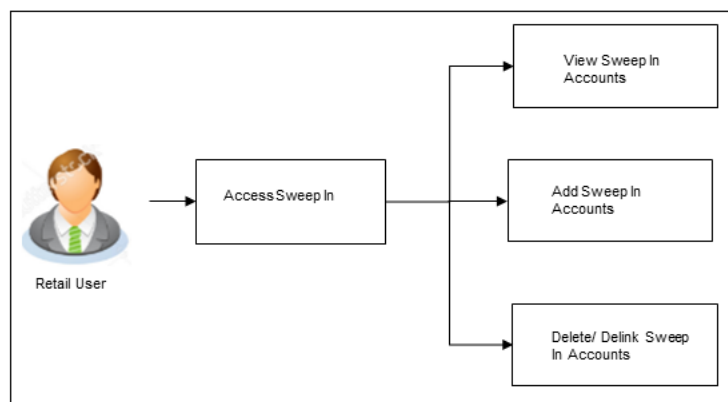 View Sweep In
Accounts
Access Sweep In
Add Sweep In
Accounts
Retail User
Delete/ Delink Sweep
In Accounts